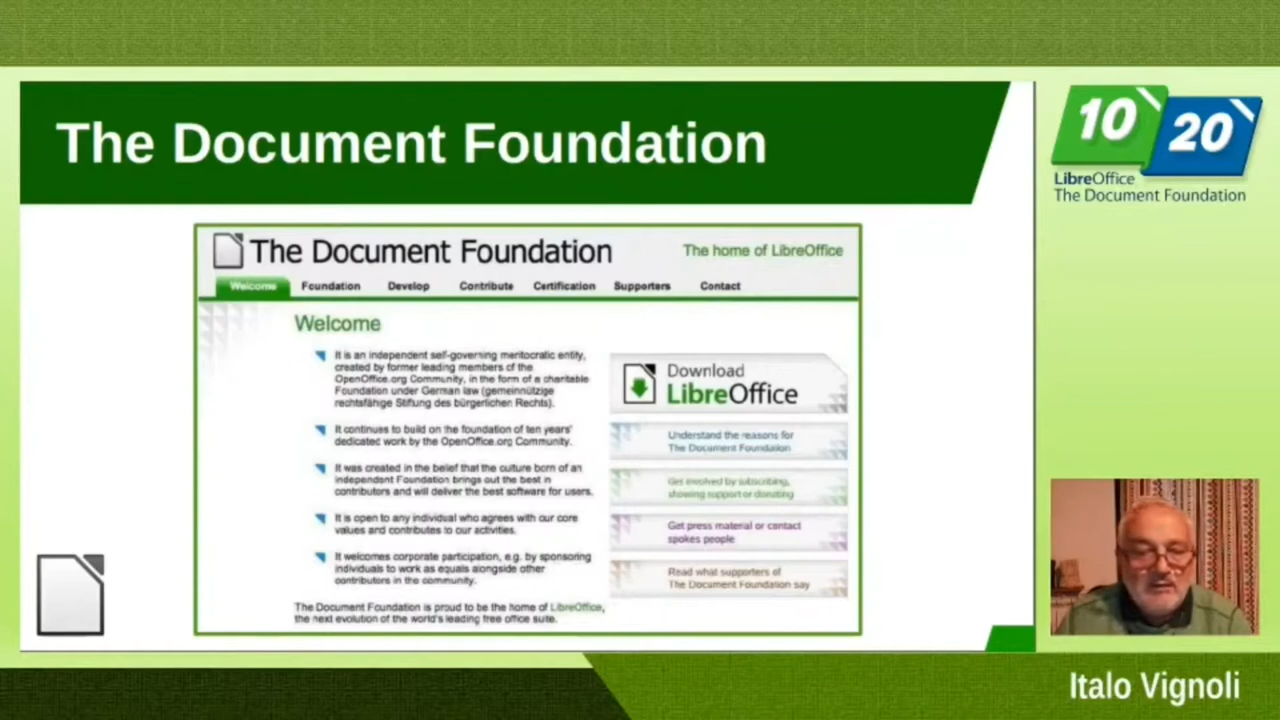 The Document Foundation
10
20
LibreOffice
The Document Foundation
The Document Foundation
The home of LibreOffice
Welcome Foundation Develop Contribute Certification Supporters Contact
Welcome
It is an independent self-governing meritocratic entity,
created by former leading members of the
OpenOffice.org Community, in the form of a charitable
Foundation under German law (gemeinnützige
rechtsfähige Stiftung des bürgerlichen Rechts).
It continues to build on the foundation of ten years'
dedicated work by the OpenOffice.org Community.
It was created in the belief that the culture born of an
independent Foundation brings out the best in
contributors and will deliver the best software for users.
It is open to any individual who agrees with our core
values and contributes to our activities.
It welcomes corporate participation, e.g. by sponsoring
individuals to work as equals alongside other
contributors in the community.
The Document Foundation is proud to be the home of LibreOffice,
the next evolution of the world's leading free office suite.
Download
LibreOffice
Understand the reasons for
The Document Foundation
Get involved by subscribing,
showing support or donating
Get press material or contact
spokes people
Read what supporters of
The Document Foundation say
Italo Vignoli